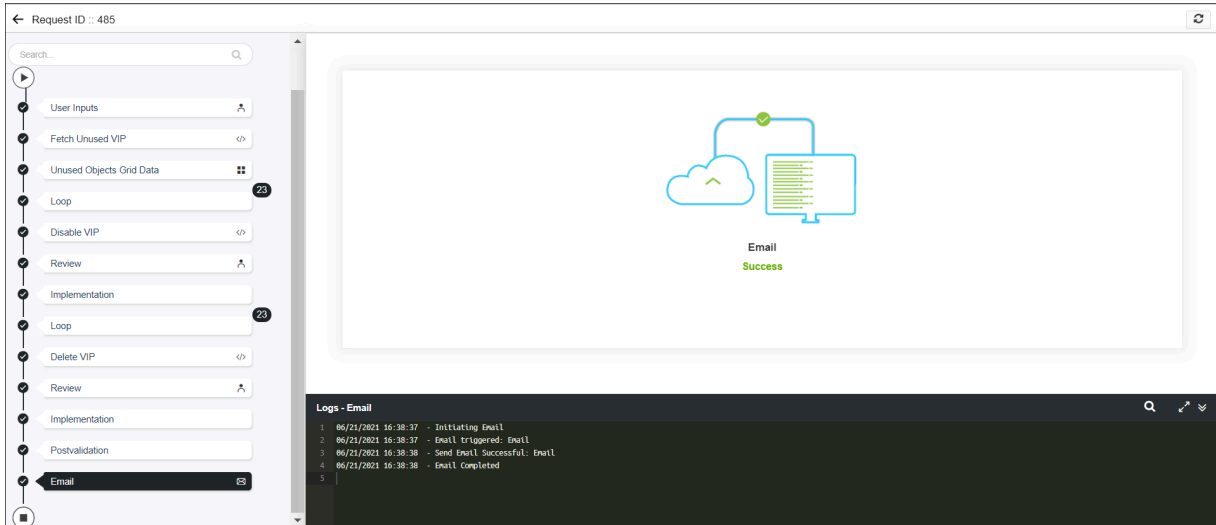 Request ID :: 485
Search...
User Inputs
Fetch Unused VIP
Unused Objects Grid Data
23
Loop
Disable VIP
Review
Implementation
23
Loop
Delete VIP
Review
Implementation
Postvalidation
Email
Email
Success
Logs - Email
1 06/21/2021 16:38:37 - Initiating Email
2 06/21/2021 16:38:37 - Email triggered: Email
3 06/21/2021 16:38:38 - Send Email Successful: Email
4 06/21/2021 16:38:38 - Email Completed
5